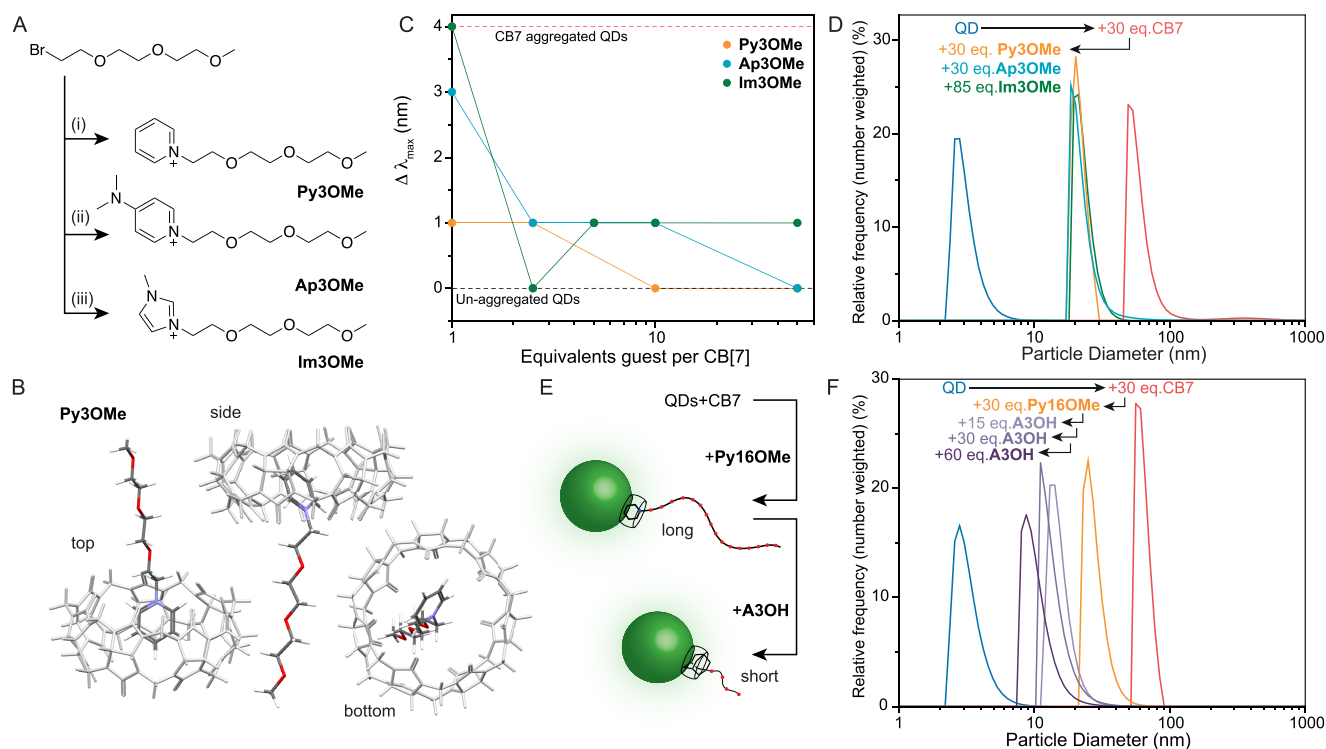 A
Br
O
O
O
(i)
N
+
O
O
O
Py3OMe
N
(ii)
N
+
O
O
O
Ap3OMe
N
(iii)
N
+
O
O
O
Im3OMe
B
Py3OMe
side
top
bottom
C
4
3
2
1
0
Δ λmax (nm)
CB7 aggregated QDs
Py3OMe
Ap3OMe
Im3OMe
Un-aggregated QDs
1
10
Equivalents guest per CB[7]
D
Relative frequency (number weighted) (%)
30
20
10
0
QD
+30 eq.CB7
+30 eq. Py3OMe
+30 eq.Ap3OMe
+85 eq.Im3OMe
1
10
100
1000
Particle Diameter (nm)
E
QDs+CB7
+Py16OMe
long
+A3OH
short
F
Relative frequency (number weighted) (%)
30
20
10
0
QD
+30 eq.CB7
+30 eq.Py16OMe
+15 eq.A3OH
+30 eq.A3OH
+60 eq.A3OH
1
10
100
1000
Particle Diameter (nm)